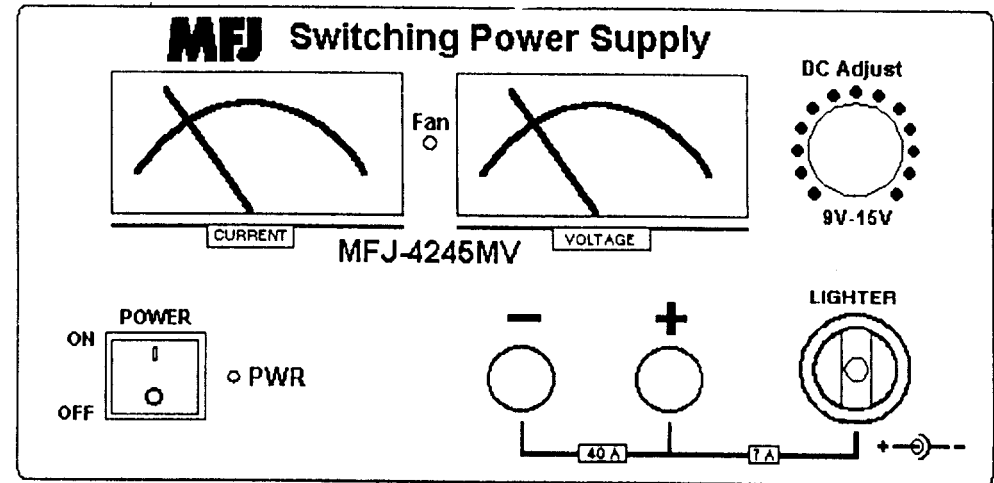 MFJ Switching Power Supply
DC Adjust
Fan
9V-15V
CURRENT
VOLTAGE
MFJ-4245MV
LIGHTER
POWER
ON
OFF
PWR
− +
40 A
? A
+ -